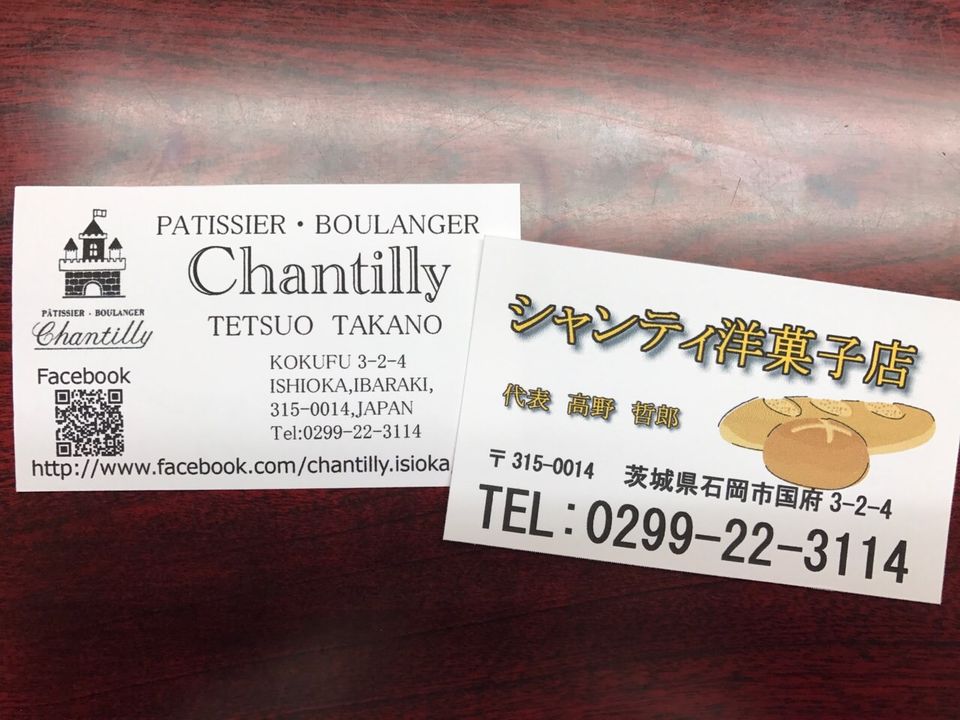 PATISSIER・BOULANGER
Chantilly
TETSUO TAKANO
PÂTISSIER・BOULANGER
Chantilly
KOKUFU 3-2-4
ISHIOKA,IBARAKI,
315-0014,JAPAN
Tel:0299-22-3114
Facebook
http://www.facebook.com/chantilly.isioka
シャンティ洋菓子店
代表 高野 哲郎
〒315-0014 茨城県石岡市国府 3-2-4
TEL:0299-22-3114